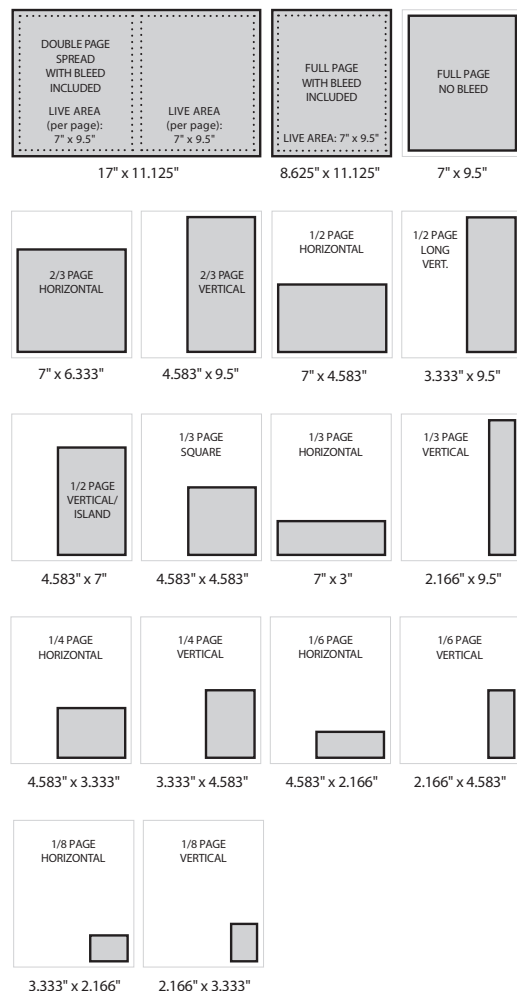 DOUBLE PAGE
SPREAD
WITH BLEED
INCLUDED
LIVE AREA
(per page):
7" x 9.5"
LIVE AREA
(per page):
7" x 9.5"
17" x 11.125"
FULL PAGE
WITH BLEED
INCLUDED
LIVE AREA: 7" x 9.5"
8.625" x 11.125"
FULL PAGE
NO BLEED
7" x 9.5"
2/3 PAGE
HORIZONTAL
7" x 6.333"
2/3 PAGE
VERTICAL
4.583" x 9.5"
1/2 PAGE
HORIZONTAL
7" x 4.583"
1/2 PAGE
LONG
VERT.
3.333" x 9.5"
1/2 PAGE
VERTICAL/
ISLAND
4.583" x 7"
1/3 PAGE
SQUARE
4.583" x 4.583"
1/3 PAGE
HORIZONTAL
7" x 3"
1/3 PAGE
VERTICAL
2.166" x 9.5"
1/4 PAGE
HORIZONTAL
4.583" x 3.333"
1/4 PAGE
VERTICAL
3.333" x 4.583"
1/6 PAGE
HORIZONTAL
4.583" x 2.166"
1/6 PAGE
VERTICAL
2.166" x 4.583"
1/8 PAGE
HORIZONTAL
3.333" x 2.166"
1/8 PAGE
VERTICAL
2.166" x 3.333"